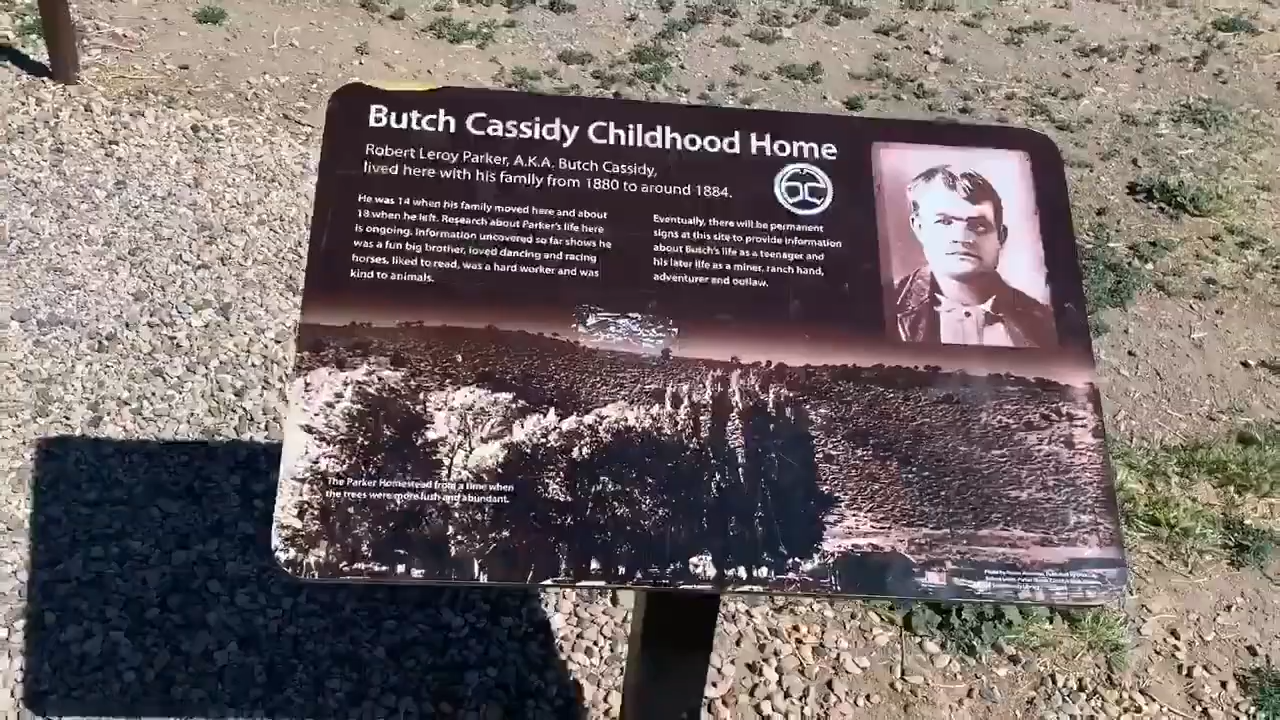 Butch Cassidy Childhood Home
Robert Leroy Parker, A.K.A. Butch Cassidy,
lived here with his family from 1880 to around 1884.
He was 14 when his family moved here and about
18 when he left. Research about Parker's life here
is ongoing. Information uncovered so far shows he
was a fun big brother, loved dancing and racing
horses, liked to read, was a hard worker and was
kind to animals.
Eventually, there will be permanent
signs at this site to provide information
about Butch's life as a teenager and
his later life as a miner, ranch hand,
adventurer and outlaw.
The Parker Homestead from a time when
the trees were more lush and abundant.